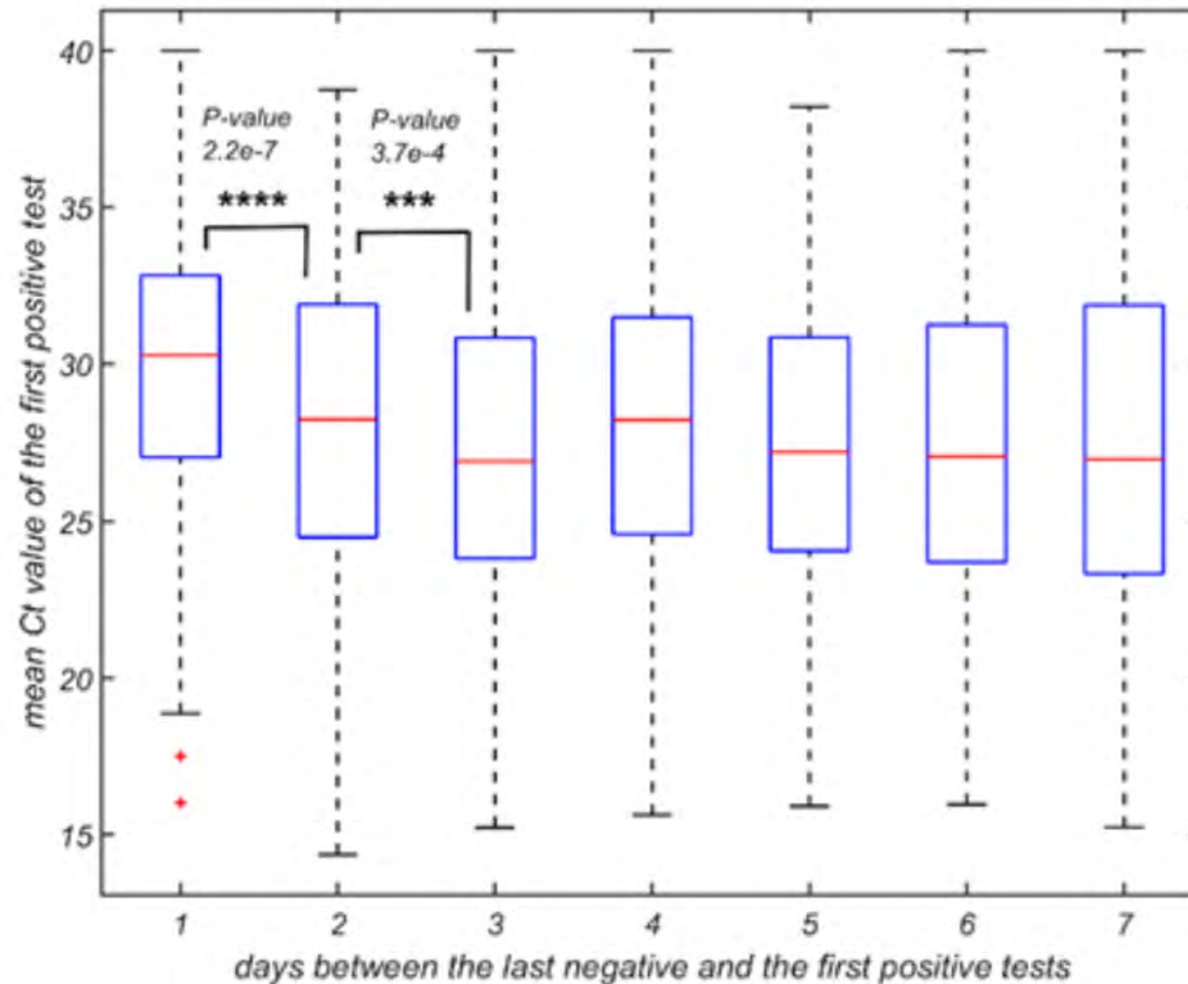 40
P-value
2.2e-7
****
P-value
3.7e-4
***
35
30
25
20
15
mean Ct value of the first positive test
1 2 3 4 5 6 7
days between the last negative and the first positive tests